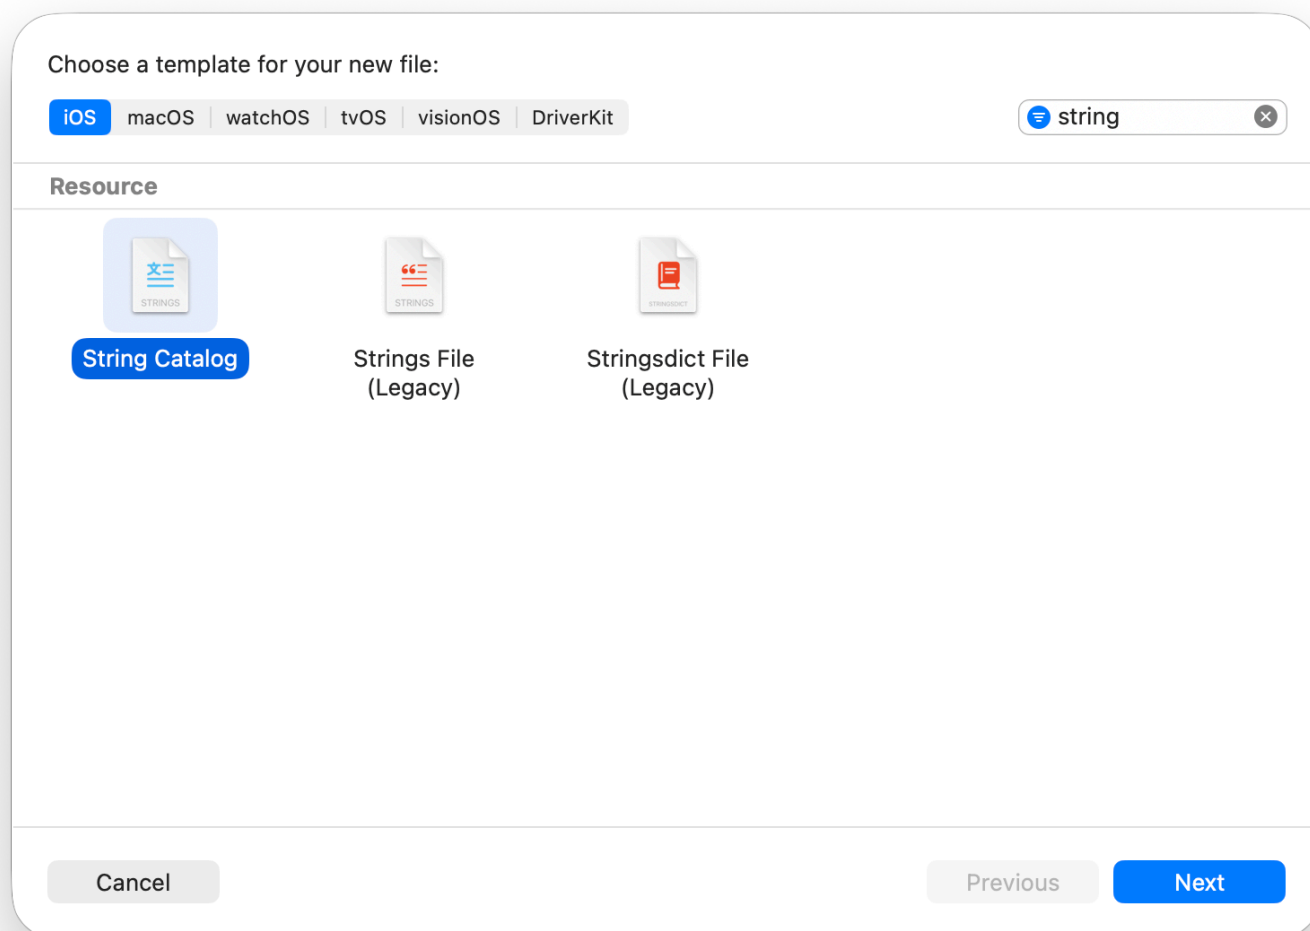 Choose a template for your new file:
iOS macOS watchOS tvOS visionOS DriverKit
string
Resource
STRINGS
STRINGS
STRINGSDICT
String Catalog
Strings File
(Legacy)
Stringsdict File
(Legacy)
Cancel
Previous
Next